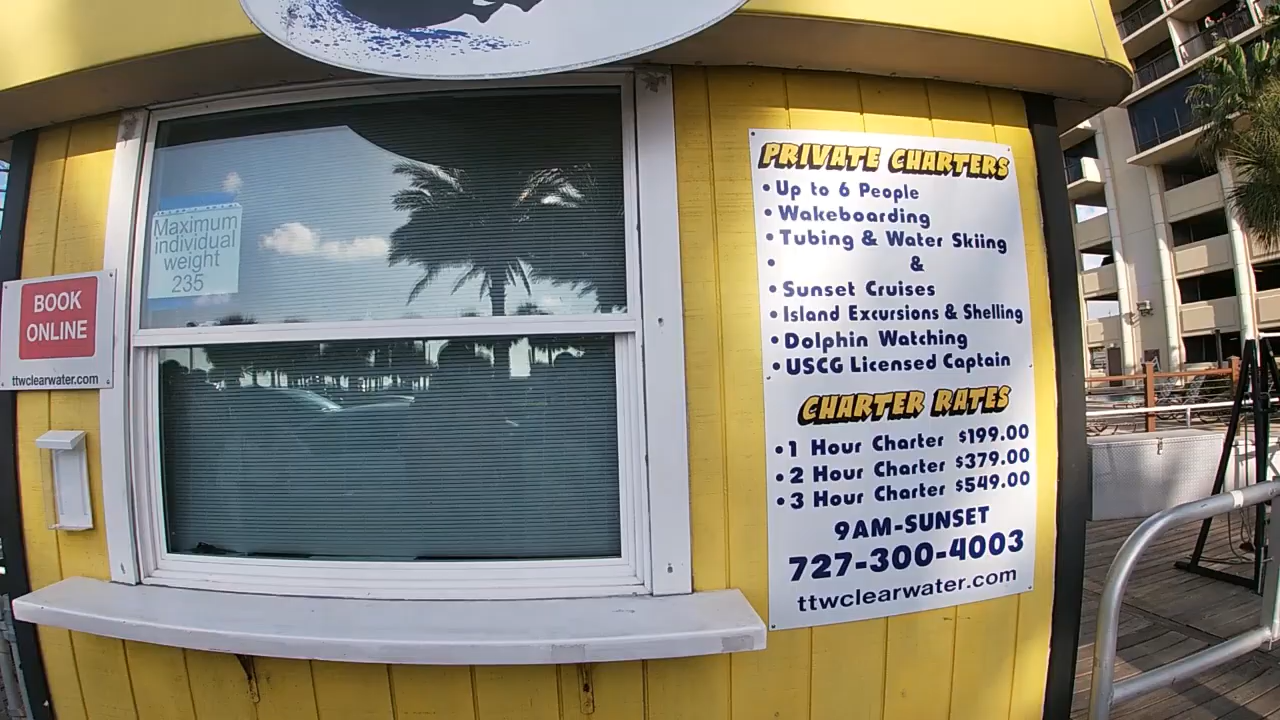 Maximum
individual
weight
235
BOOK
ONLINE
ttwclearwater.com
PRIVATE CHARTERS
• Up to 6 People
• Wakeboarding
• Tubing & Water Skiing
• &
• Sunset Cruises
• Island Excursions & Shelling
• Dolphin Watching
• USCG Licensed Captain
CHARTER RATES
• 1 Hour Charter $199.00
• 2 Hour Charter $379.00
• 3 Hour Charter $549.00
9AM-SUNSET
727-300-4003
ttwclearwater.com